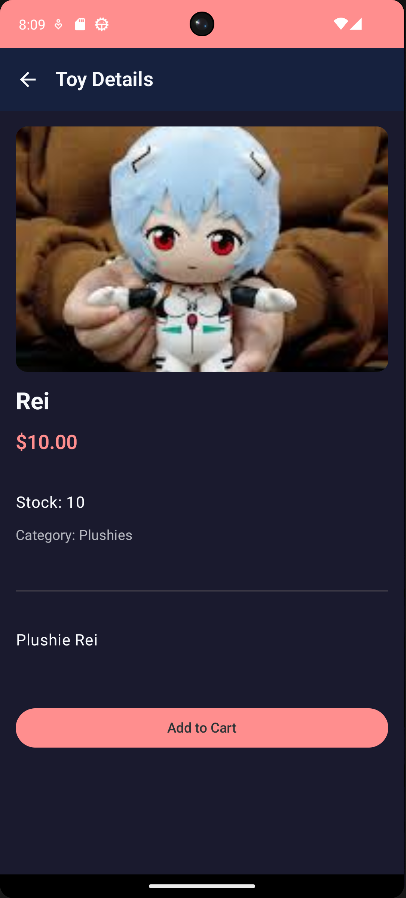 8:09
Toy Details
Rei
$10.00
Stock: 10
Category: Plushies
Plushie Rei
Add to Cart